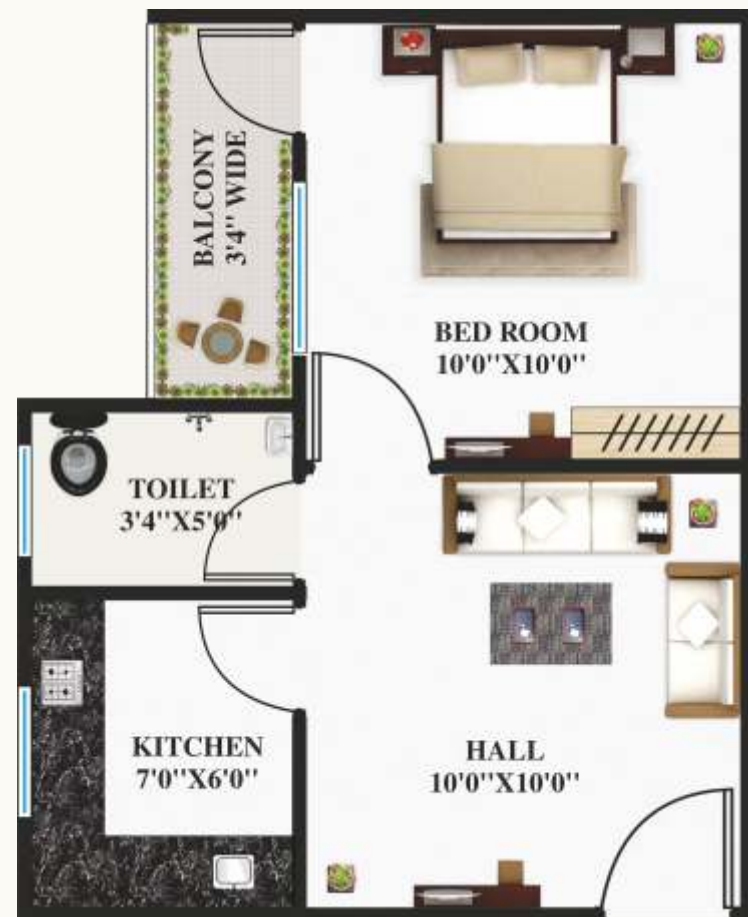 BALCONY
3'4" WIDE
BED ROOM
10'0"X10'0"
TOILET
3'4"X5'0"
KITCHEN
7'0"X6'0"
HALL
10'0"X10'0"